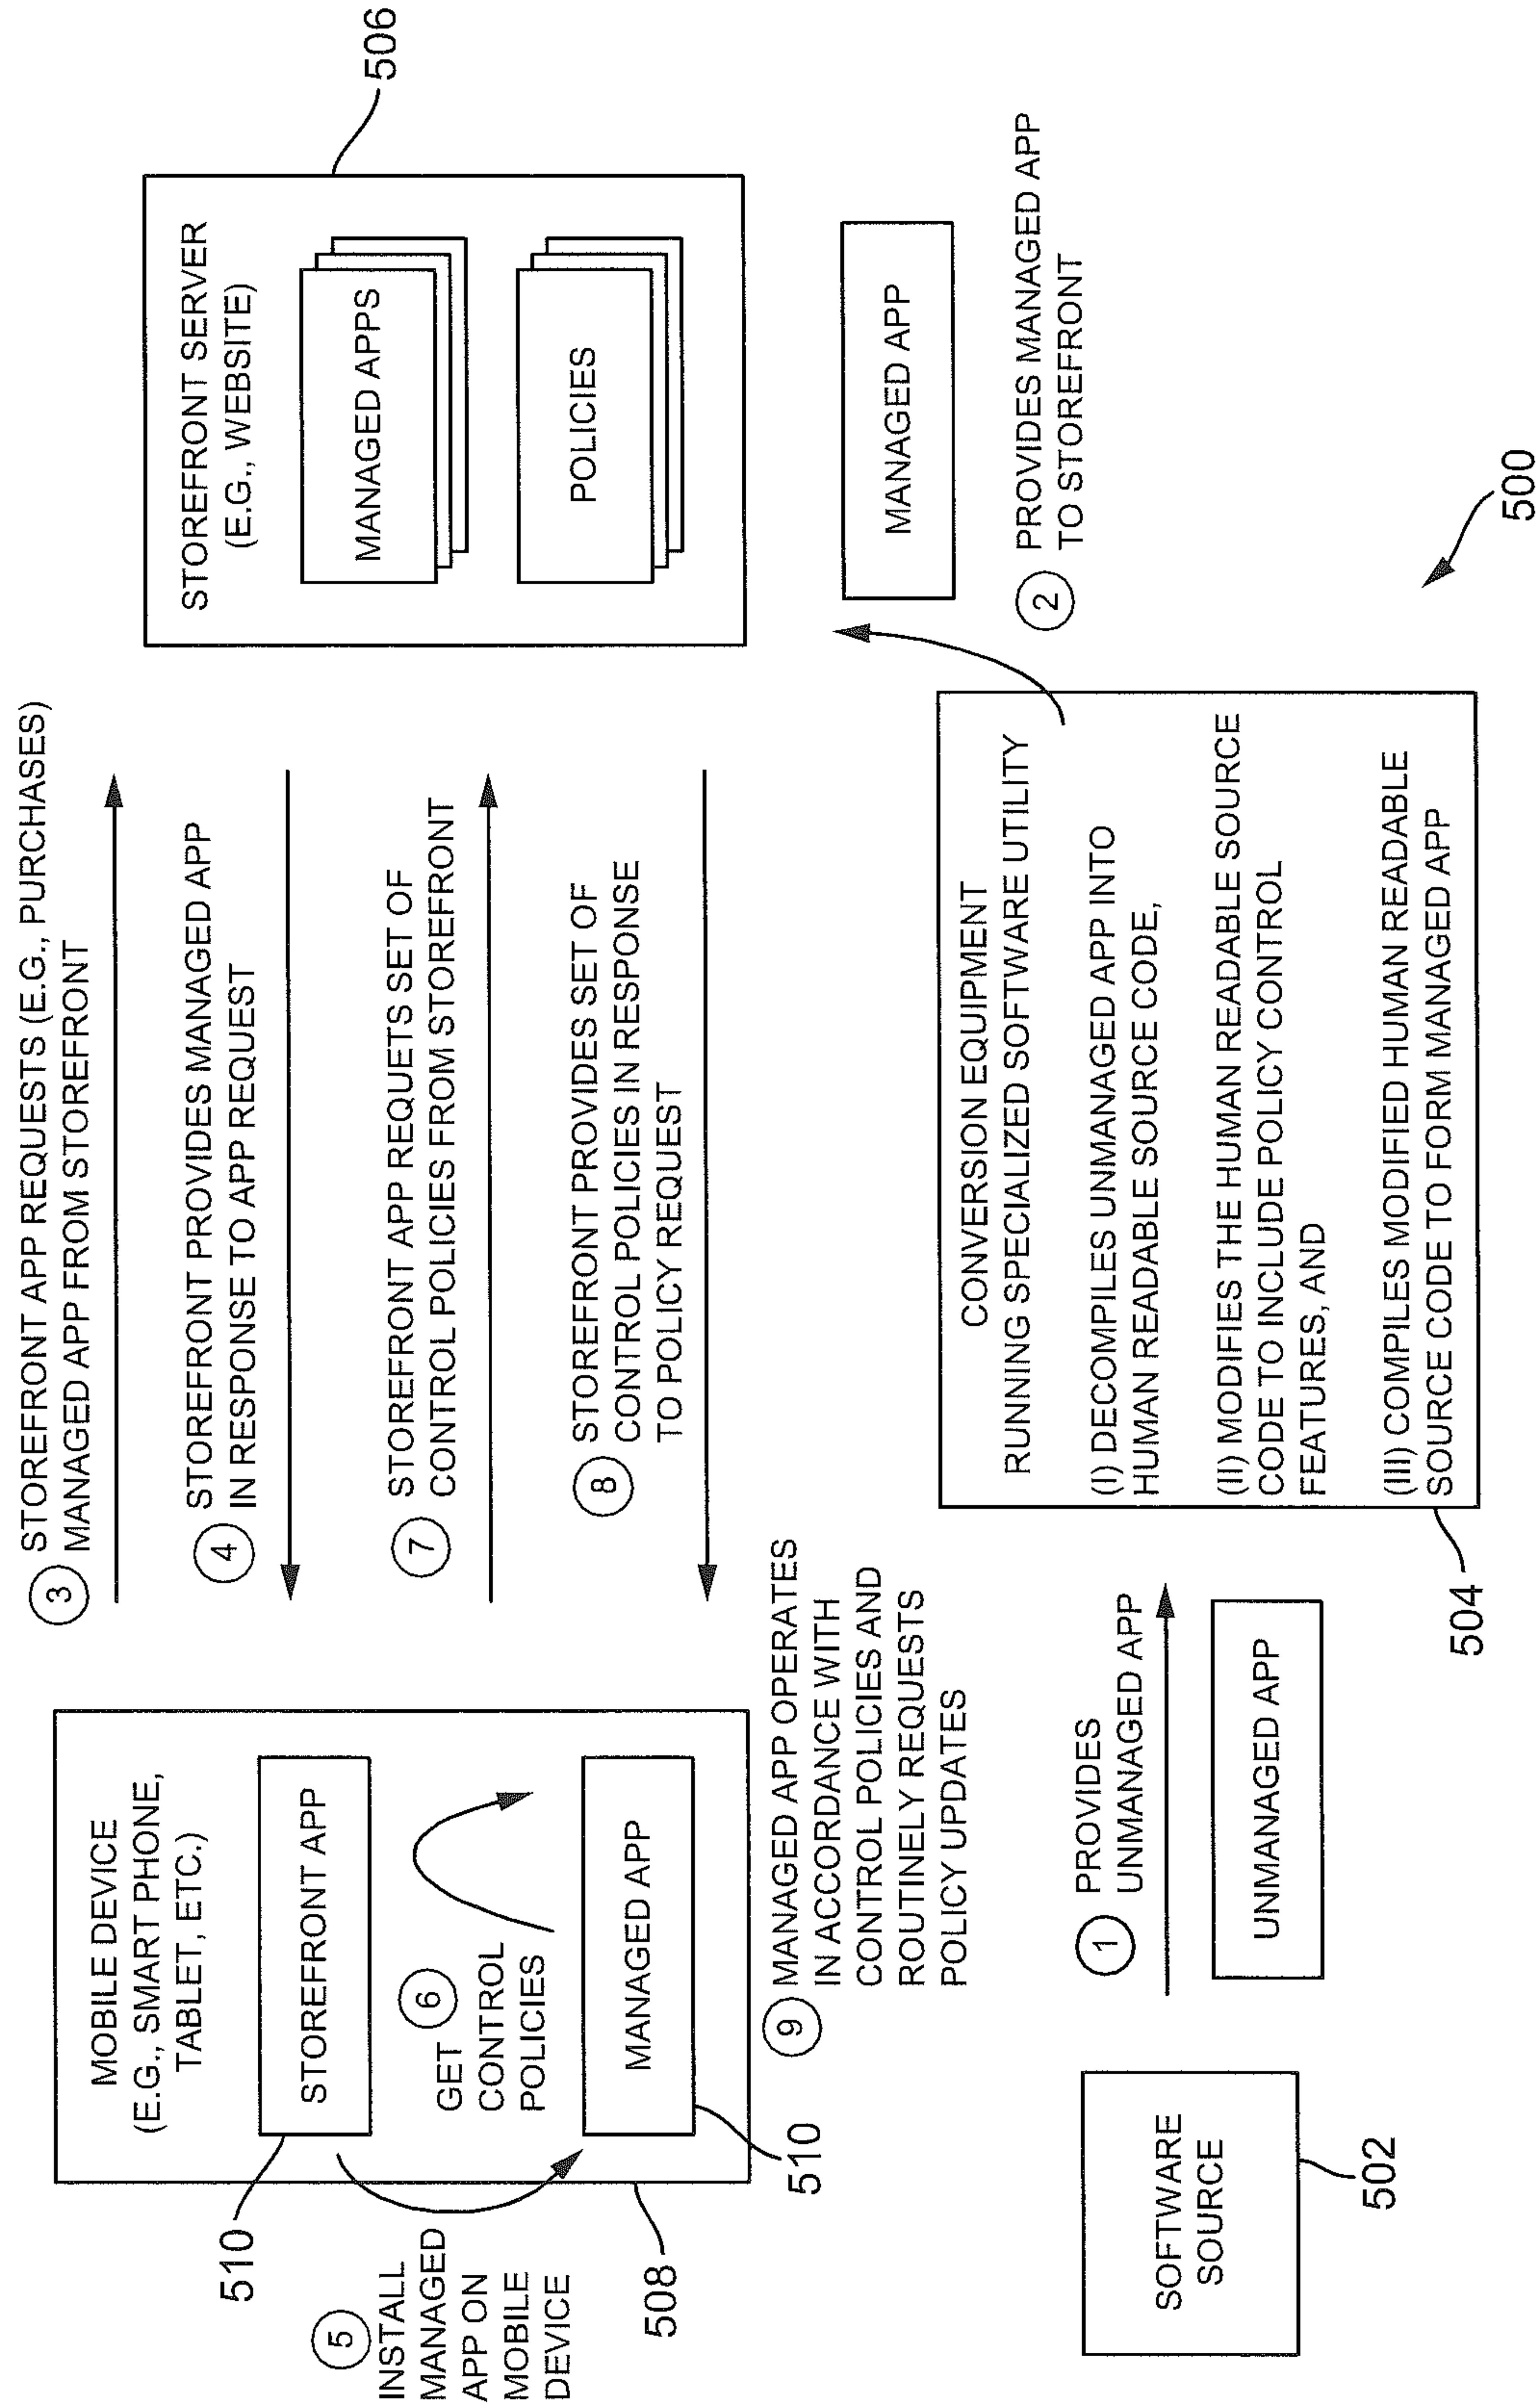 MOBILE DEVICE
(E.G., SMART PHONE,
TABLET, ETC.)
STOREFRONT APP
510
5
INSTALL
MANAGED
APP ON
MOBILE
DEVICE
6
GET
CONTROL
POLICIES
MANAGED APP
510
508
3
STOREFRONT APP REQUESTS (E.G., PURCHASES)
MANAGED APP FROM STOREFRONT
4
STOREFRONT PROVIDES MANAGED APP
IN RESPONSE TO APP REQUEST
7
STOREFRONT APP REQUETS SET OF
CONTROL POLICIES FROM STOREFRONT
8
STOREFRONT PROVIDES SET OF
CONTROL POLICIES IN RESPONSE
TO POLICY REQUEST
STOREFRONT SERVER
(E.G., WEBSITE)
MANAGED APPS
POLICIES
506
9
MANAGED APP OPERATES
IN ACCORDANCE WITH
CONTROL POLICIES AND
ROUTINELY REQUESTS
POLICY UPDATES
SOFTWARE
SOURCE
502
1
PROVIDES
UNMANAGED APP
UNMANAGED APP
CONVERSION EQUIPMENT
RUNNING SPECIALIZED SOFTWARE UTILITY
(I) DECOMPILES UNMANAGED APP INTO
HUMAN READABLE SOURCE CODE,
(II) MODIFIES THE HUMAN READABLE SOURCE
CODE TO INCLUDE POLICY CONTROL
FEATURES, AND
(III) COMPILES MODIFIED HUMAN READABLE
SOURCE CODE TO FORM MANAGED APP
504
MANAGED APP
2
PROVIDES MANAGED APP
TO STOREFRONT
500